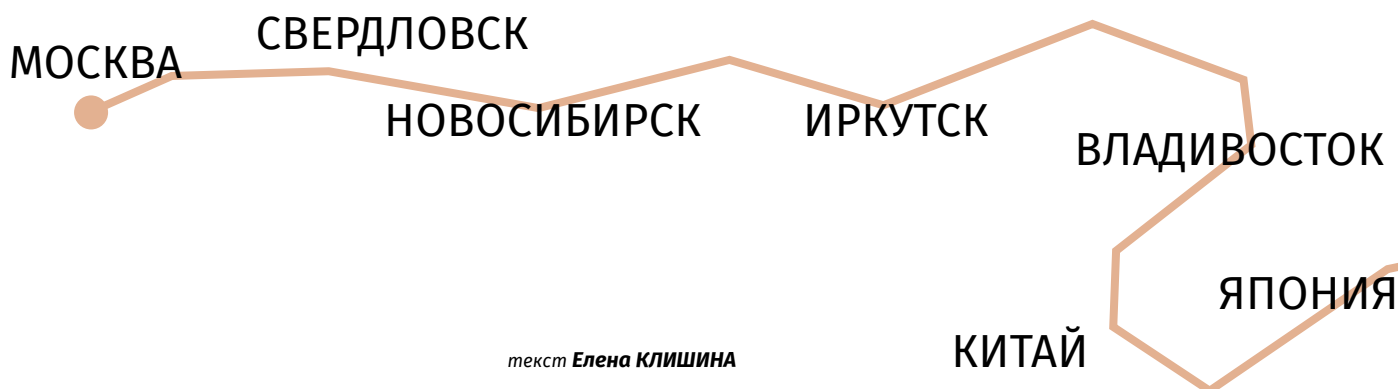 МОСКВА
СВЕРДЛОВСК
НОВОСИБИРСК
ИРКУТСК
ВЛАДИВОСТОК
ЯПОНИЯ
КИТАЙ
текст Елена КЛИШИНА